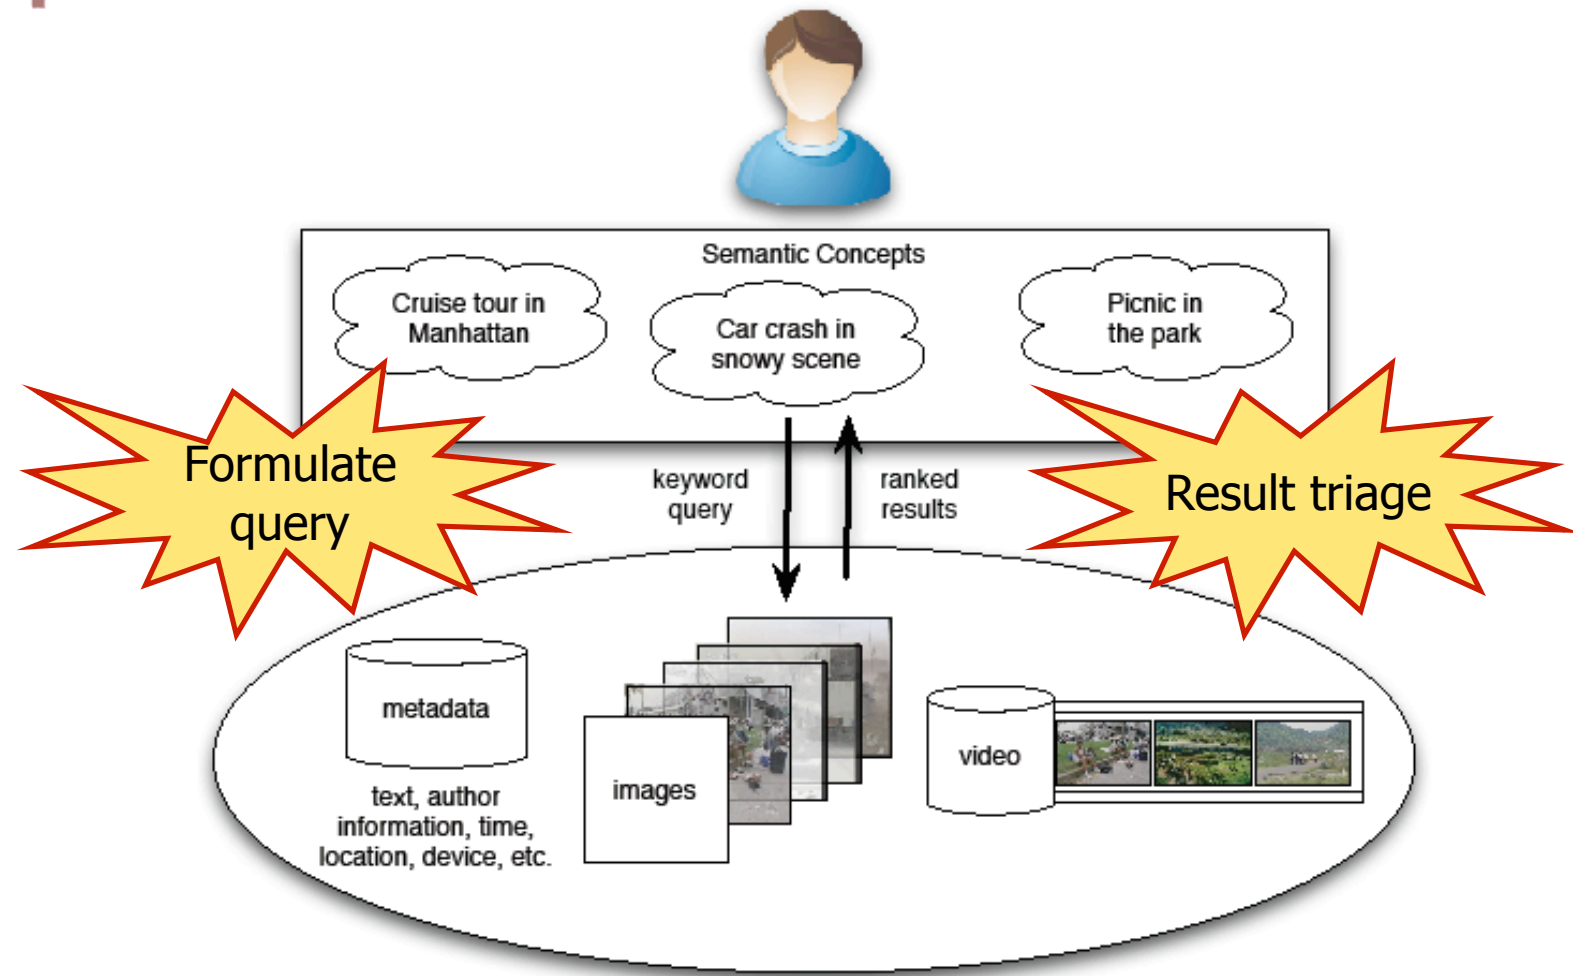 Semantic Concepts
Cruise tour in
Manhattan
Car crash in
snowy scene
Picnic in
the park
Formulate
query
keyword
query
ranked
results
Result triage
metadata
text, author
information, time,
location, device, etc.
images
video